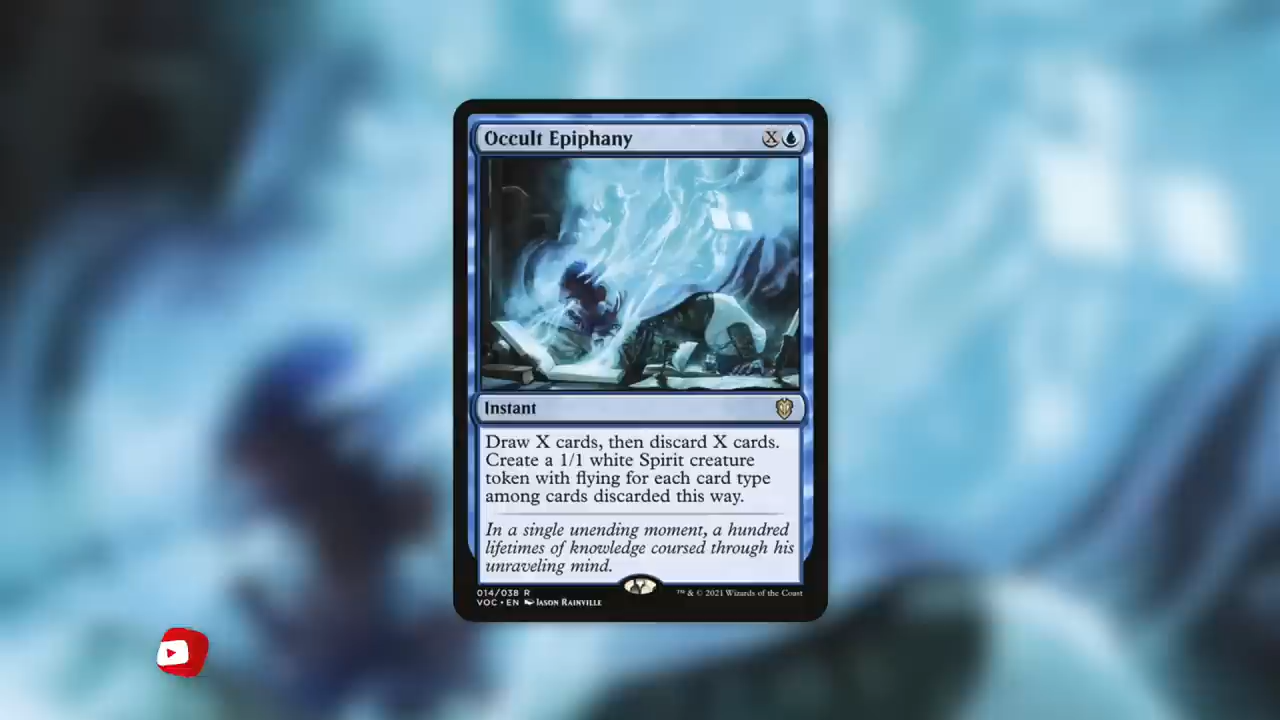 Occult Epiphany X
Instant
Draw X cards, then discard X cards.
Create a 1/1 white Spirit creature
token with flying for each card type
among cards discarded this way.
In a single unending moment, a hundred
lifetimes of knowledge coursed through his
unraveling mind.
014/038 R
VOC • EN Jason Rainville
™ & © 2021 Wizards of the Coast